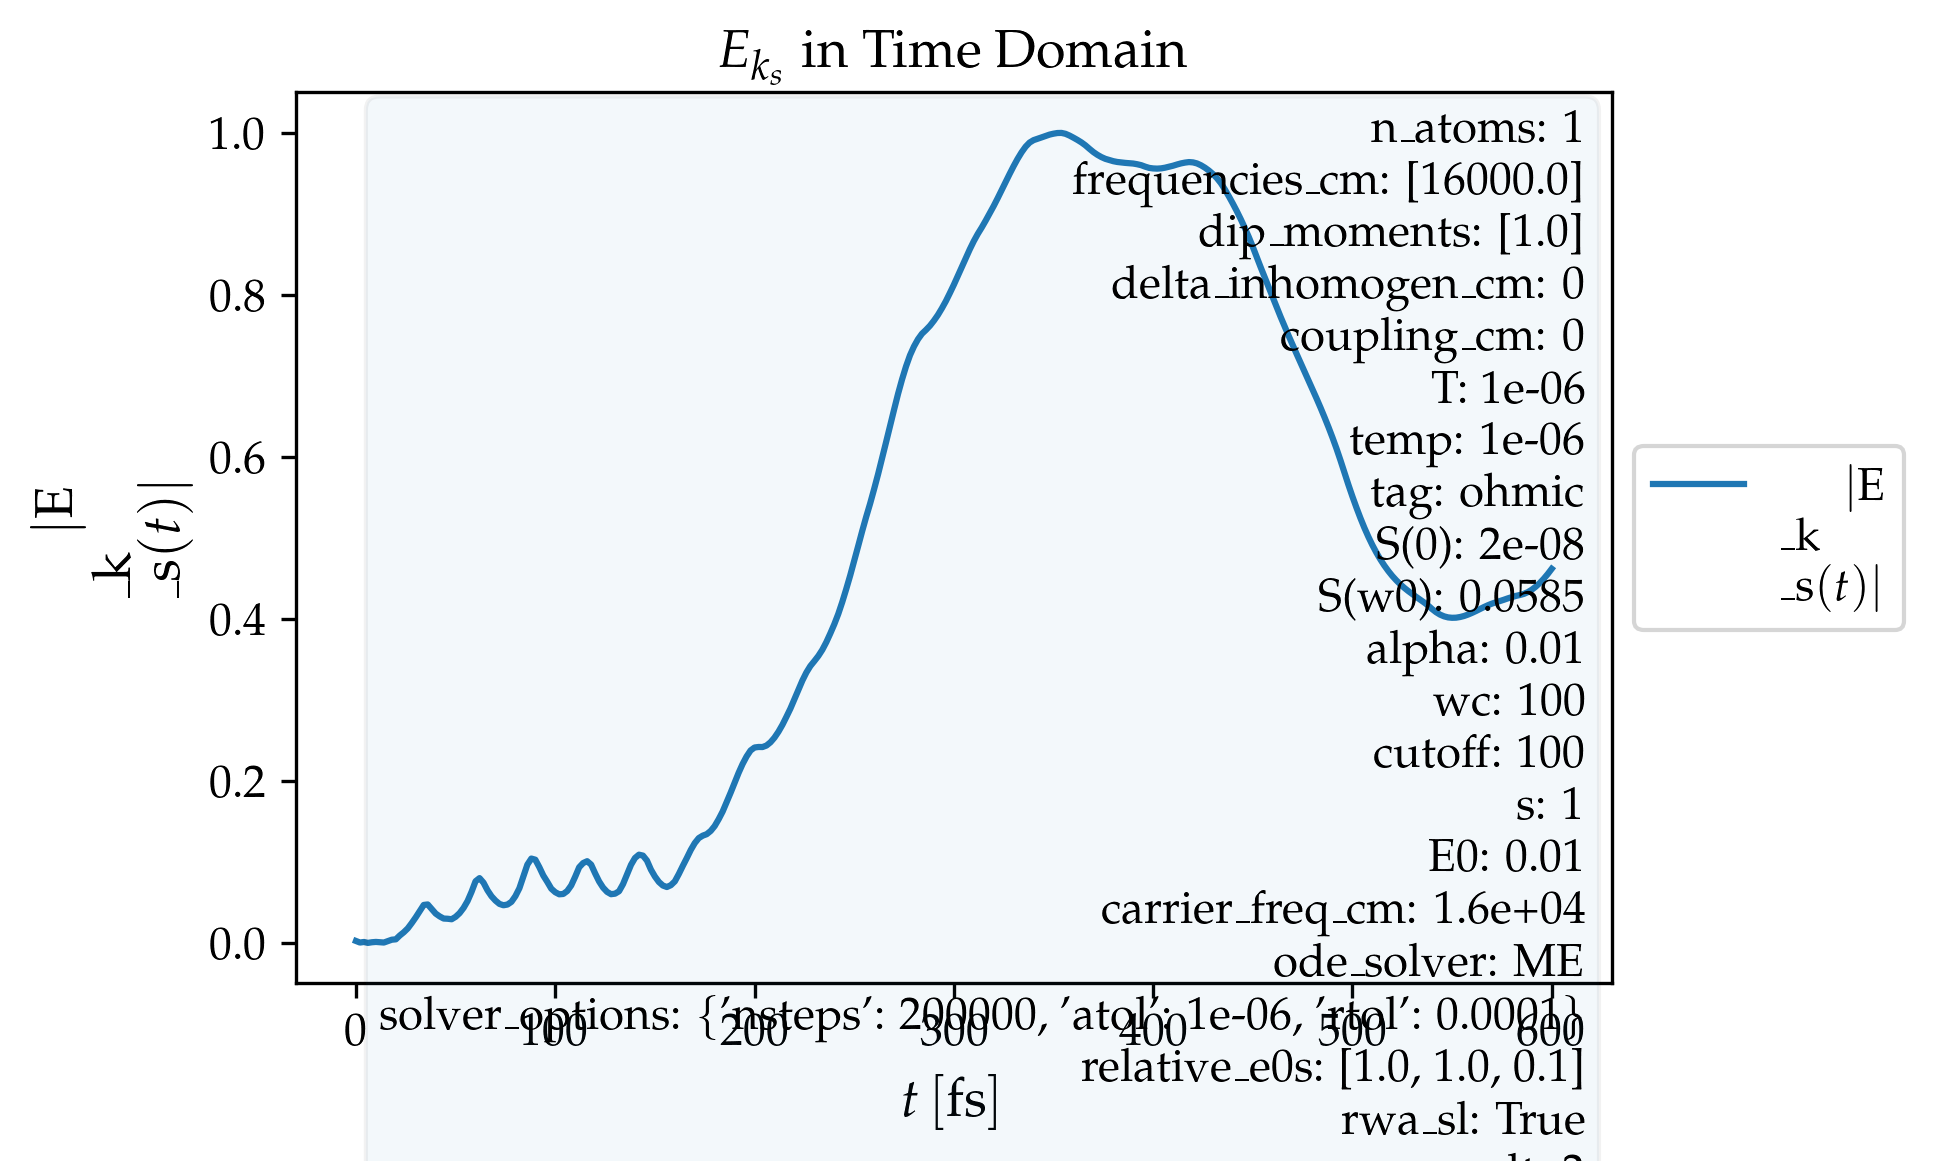 E_{k_s} in Time Domain
1.0
0.8
0.6
0.4
0.2
0.0
|E
_k
_s(t)|
n_atoms: 1
frequencies_cm: [16000.0]
dip_moments: [1.0]
delta_inhomogen_cm: 0
coupling_cm: 0
T: 1e-06
temp: 1e-06
tag: ohmic
S(0): 2e-08
S(w0): 0.0585
alpha: 0.01
wc: 100
cutoff: 100
s: 1
E0: 0.01
carrier_freq_cm: 1.6e+04
ode_solver: ME
solver_options: {'nsteps': 200000, 'atol': 1e-06, 'rtol': 0.0001}
relative_e0s: [1.0, 1.0, 0.1]
rwa_sl: True
0 100 200 300 400 500 600
t [fs]
|E
_k
_s(t)|